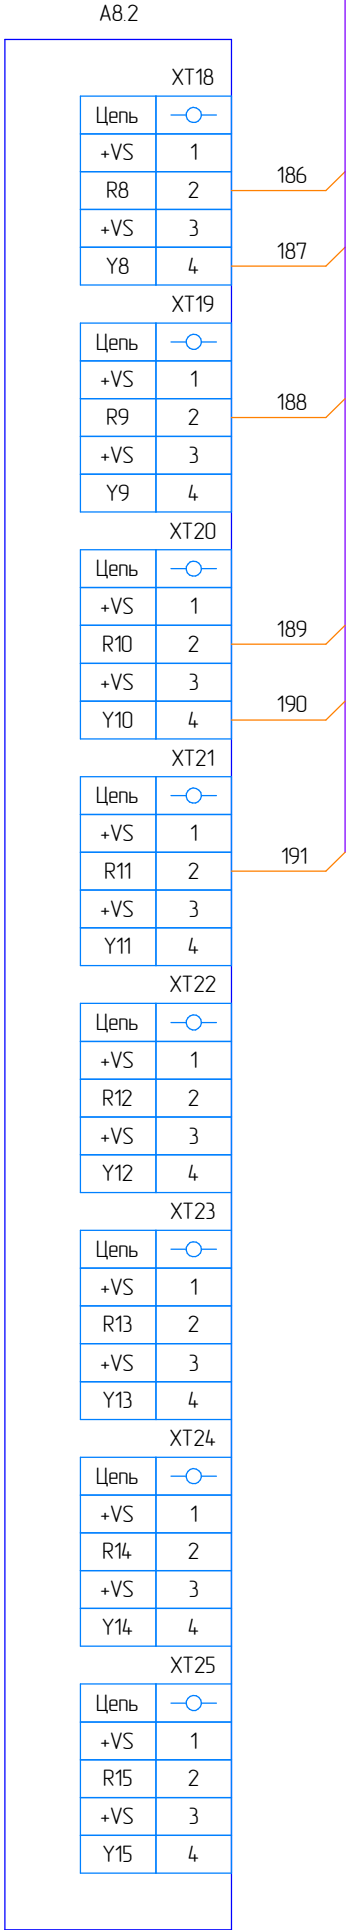 A8.2
XT18
Цепь
+VS 1
R8 2 186
+VS 3
Y8 4 187
XT19
Цепь
+VS 1
R9 2 188
+VS 3
Y9 4
XT20
Цепь
+VS 1
R10 2 189
+VS 3
Y10 4 190
XT21
Цепь
+VS 1
R11 2 191
+VS 3
Y11 4
XT22
Цепь
+VS 1
R12 2
+VS 3
Y12 4
XT23
Цепь
+VS 1
R13 2
+VS 3
Y13 4
XT24
Цепь
+VS 1
R14 2
+VS 3
Y14 4
XT25
Цепь
+VS 1
R15 2
+VS 3
Y15 4